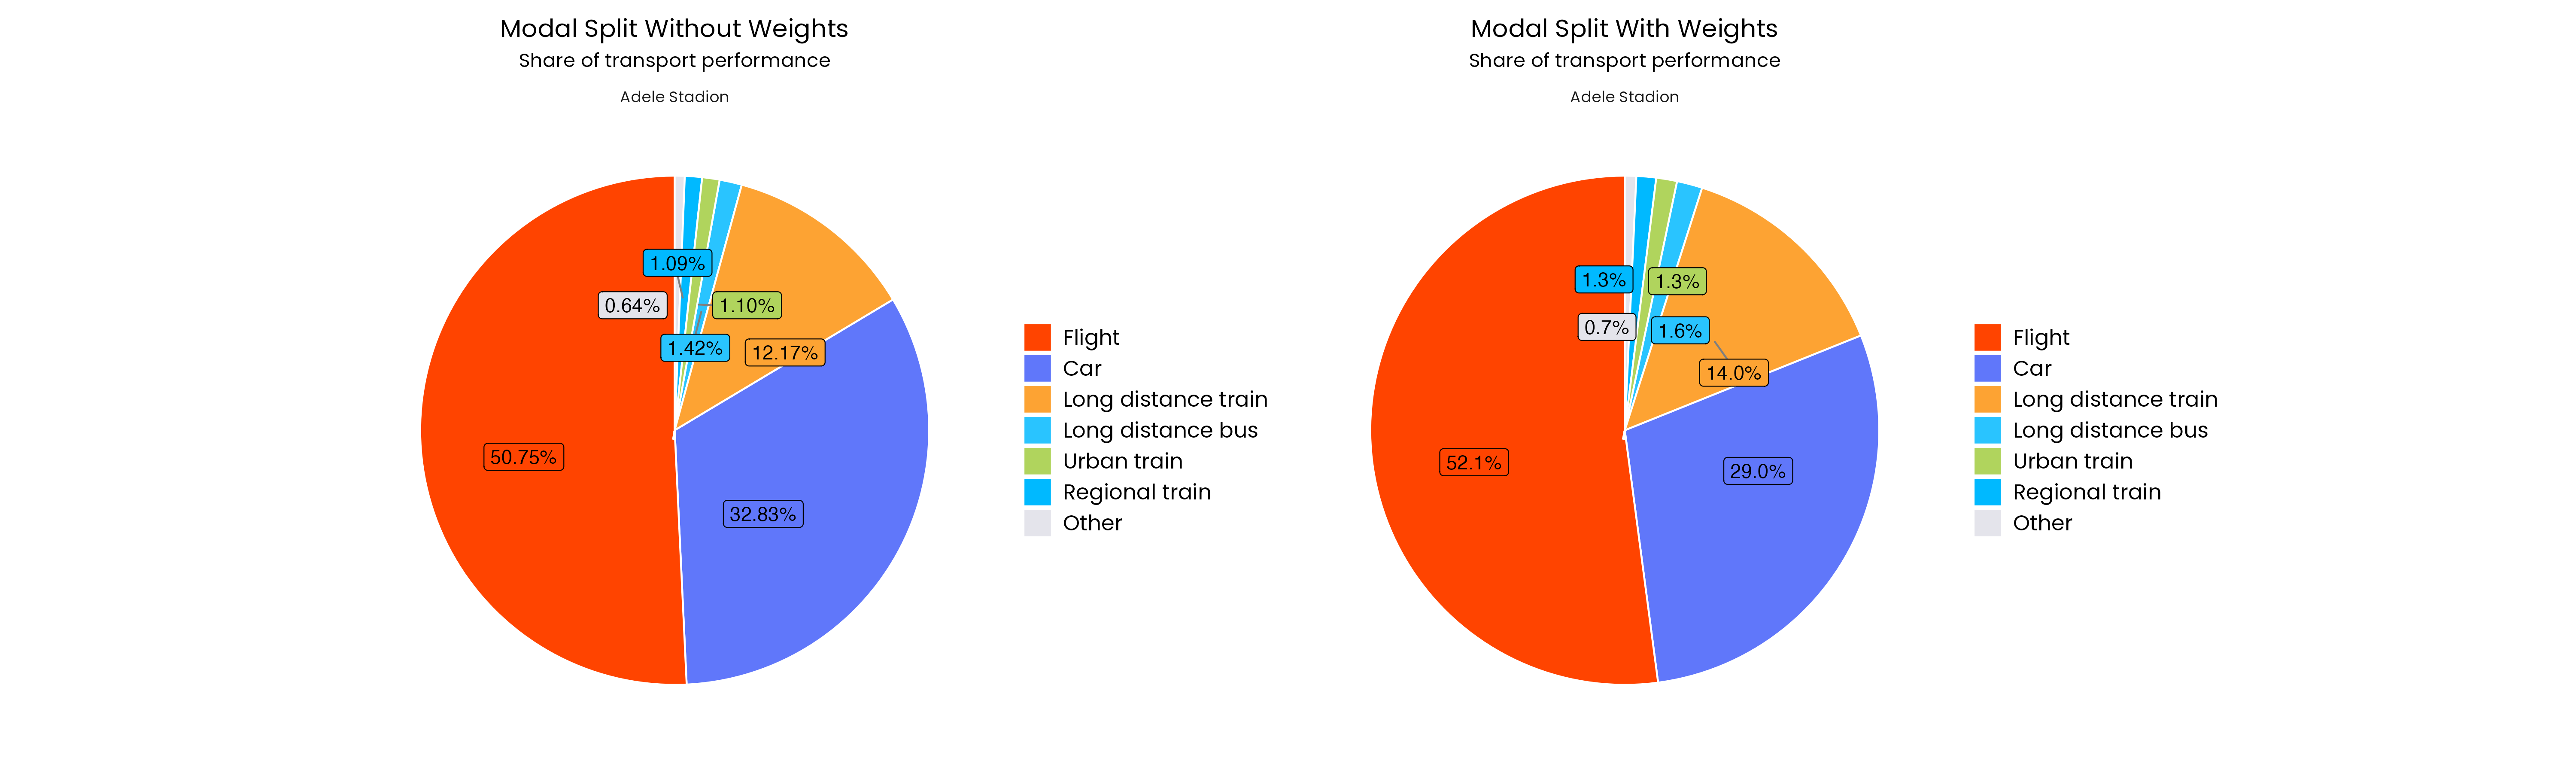 Modal Split Without Weights
Share of transport performance
Adele Stadion
1.09%
0.64%
1.10%
1.42%
12.17%
50.75%
32.83%
Flight
Car
Long distance train
Long distance bus
Urban train
Regional train
Other
Modal Split With Weights
Share of transport performance
Adele Stadion
1.3%
1.3%
0.7%
1.6%
14.0%
52.1%
29.0%
Flight
Car
Long distance train
Long distance bus
Urban train
Regional train
Other